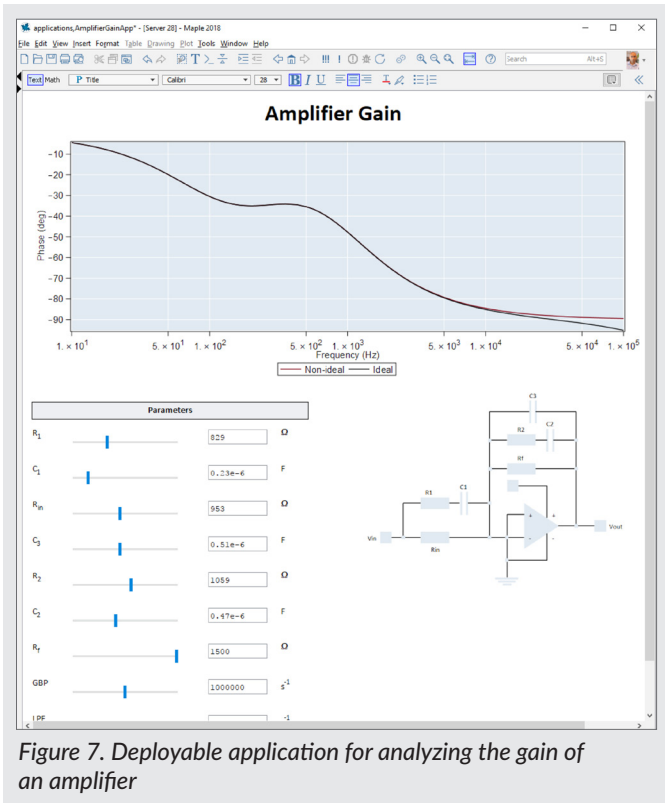 applications,AmplifierGainApp* - [Server 28] - Maple 2018
File Edit View Insert Format Table Drawing Plot Tools Window Help
Search Alt+S
Text Math P Title Calibri 28 B I U
Amplifier Gain
Phase (deg)
-10
-20
-30
-40
-50
-60
-70
-80
-90
1. × 10¹ 5. × 10¹ 1. × 10² 5. × 10² 1. × 10³ 5. × 10³ 1. × 10⁴ 5. × 10⁴ 1. × 10⁵
Frequency (Hz)
Non-ideal Ideal
Parameters
R₁ 829 Ω
C₁ 0.23e-6 F
Rin 953 Ω
C₃ 0.51e-6 F
R₂ 1059 Ω
C₂ 0.47e-6 F
Rf 1500 Ω
GBP 1000000 s⁻¹
C3
R2 C2
Rf
R1 C1
Vin
Rin
+ +
- -
Vout
Figure 7. Deployable application for analyzing the gain of
an amplifier